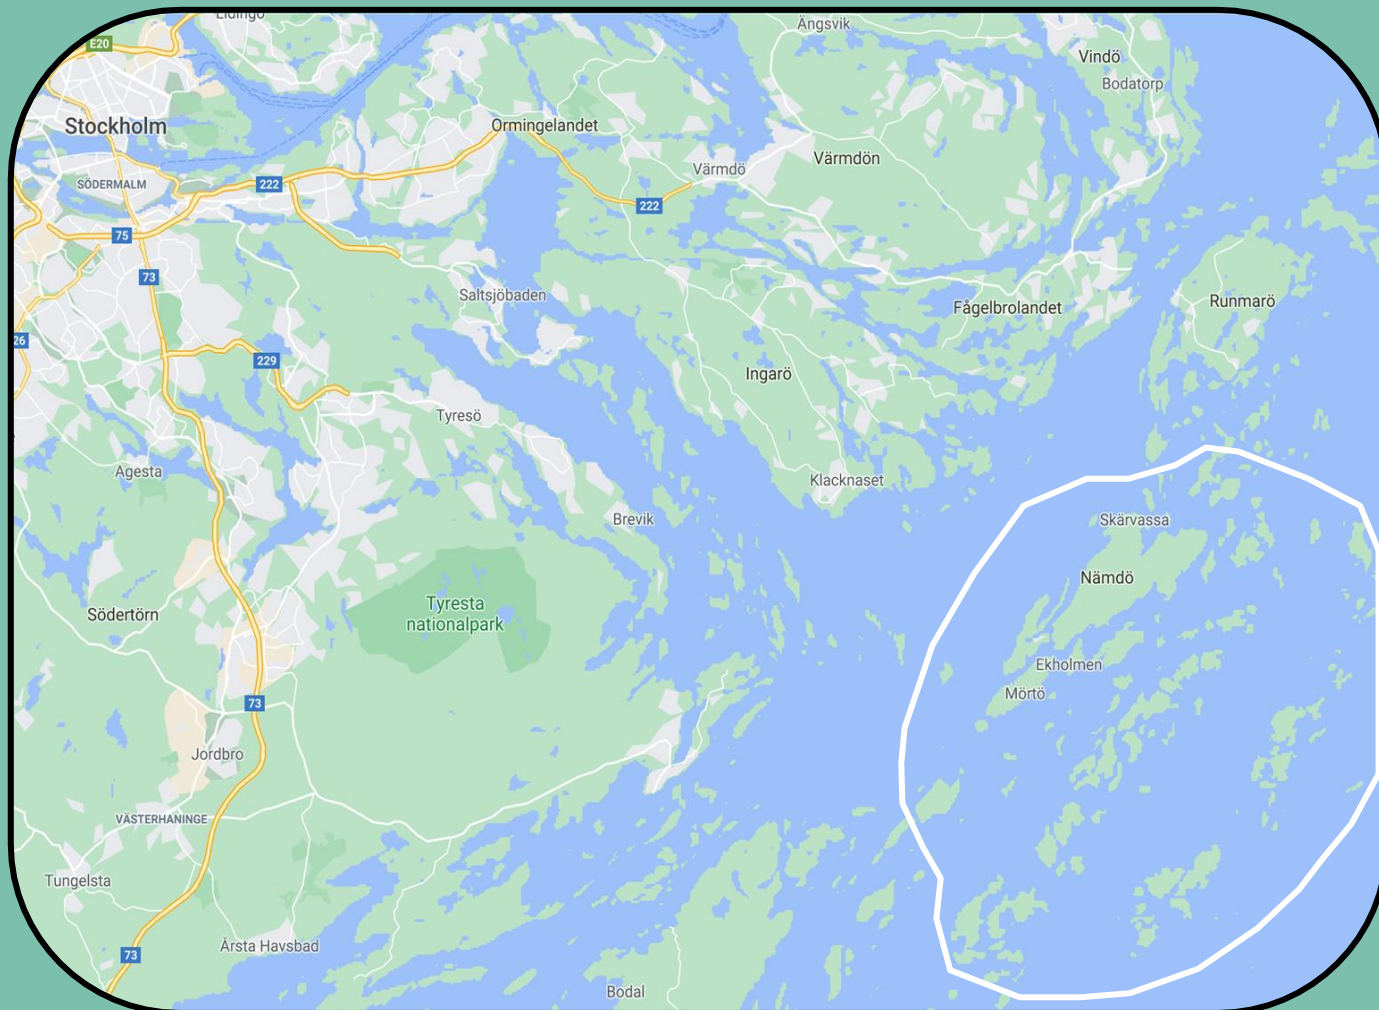 Lidingö
Ängsvik
E20
Vindö
Bodatorp
Stockholm
Ormingelandet
Värmdön
Värmdö
SÖDERMALM
222
222
75
73
Saltsjöbaden
Fågelbrolandet
Runmarö
26
229
Ingarö
Tyresö
Agesta
Klacknaset
Brevik
Skärvassa
Nämdö
Tyresta
nationalpark
Södertörn
Ekholmen
Mörtö
73
Jordbro
VÄSTERHANINGE
Tungelsta
Årsta Havsbad
73
Bodal